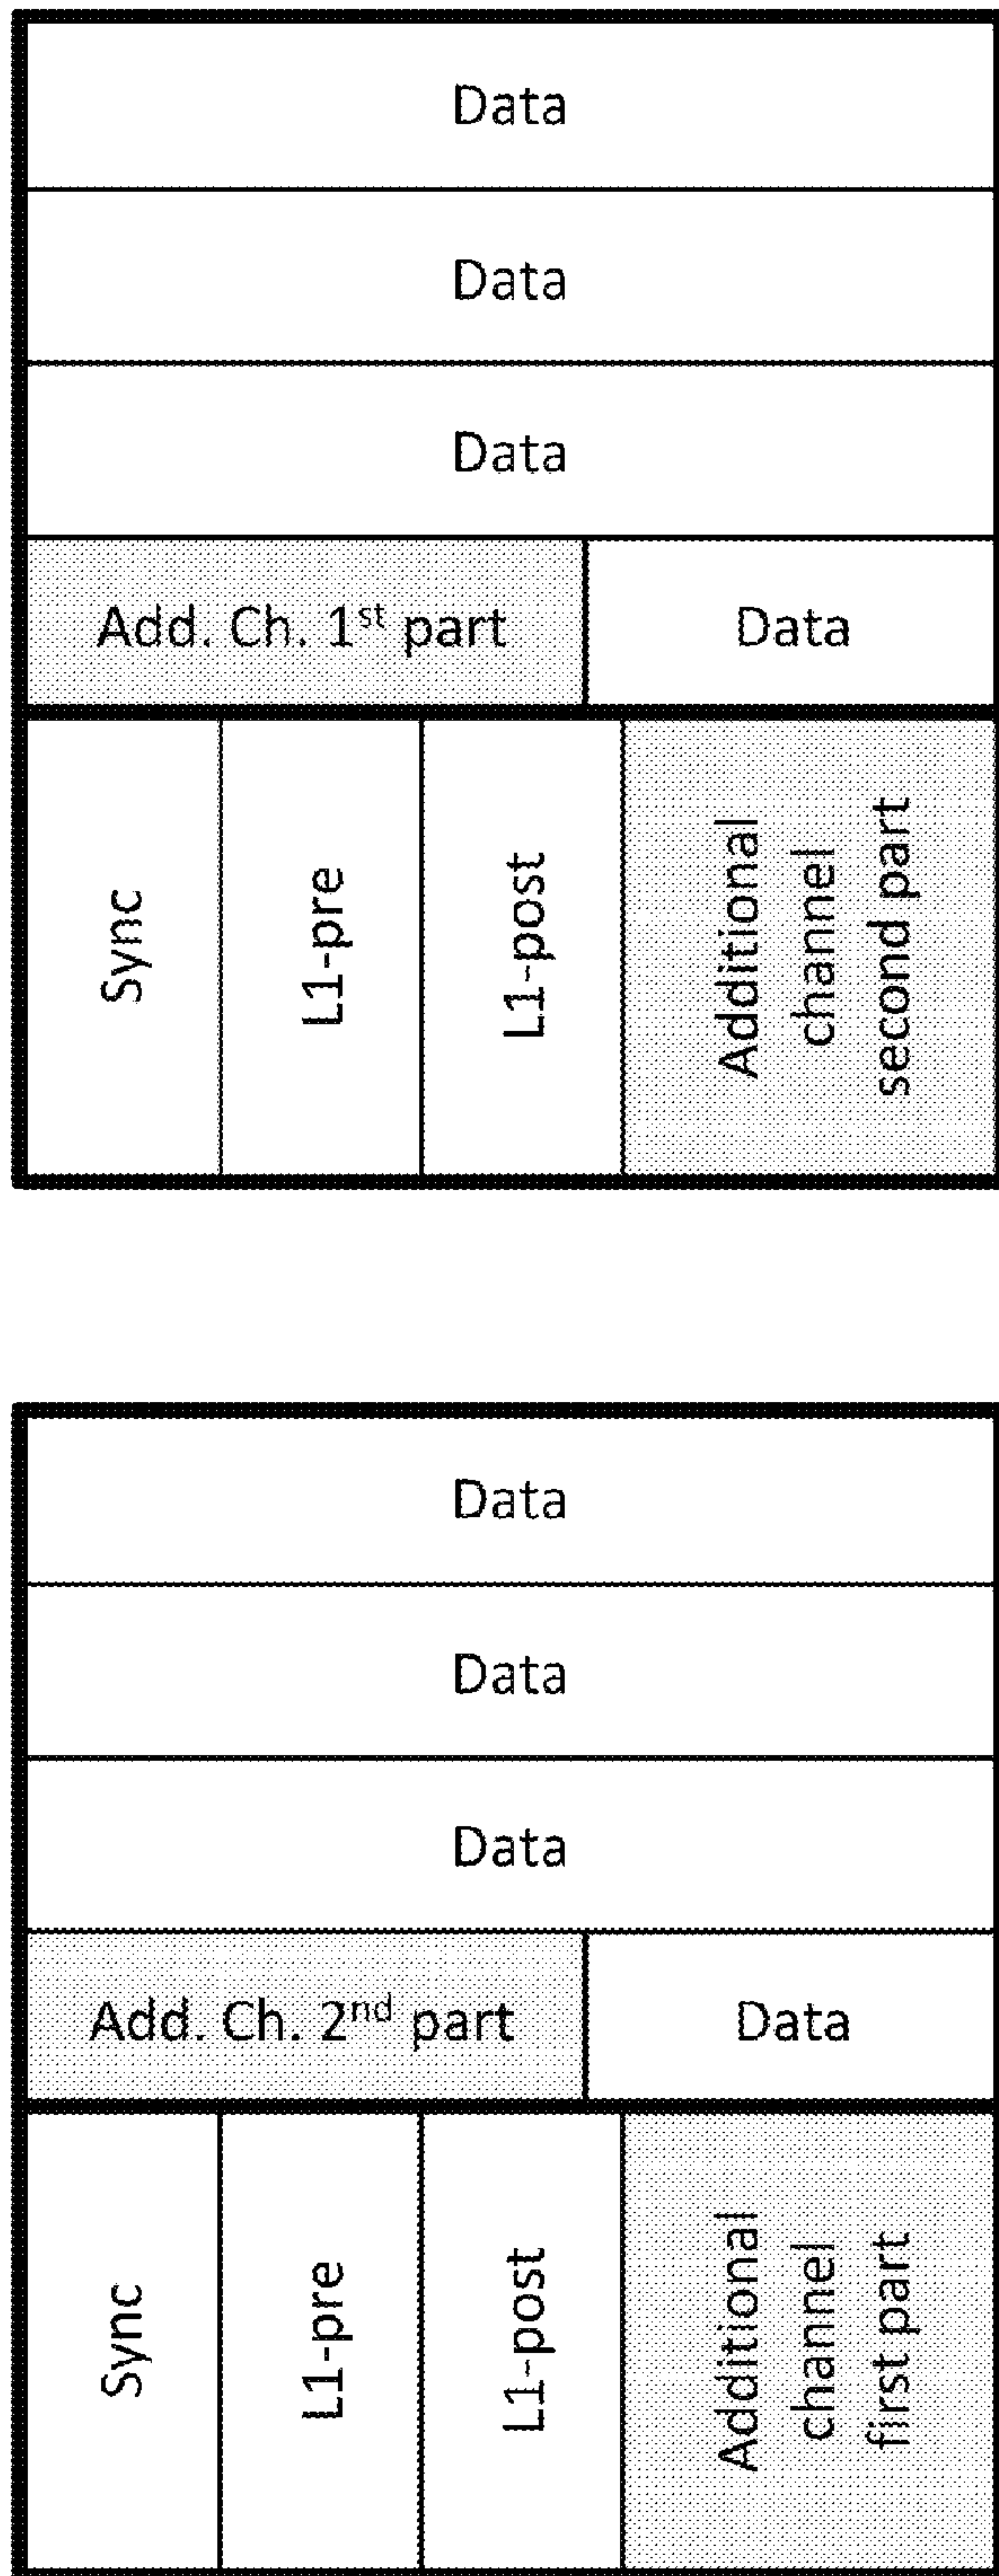 Data
Data
Data
Add. Ch. 1st part
Data
Sync
L1-pre
L1-post
Additional
channel
second part
Data
Data
Data
Add. Ch. 2nd part
Data
Sync
L1-pre
L1-post
Additional
channel
first part